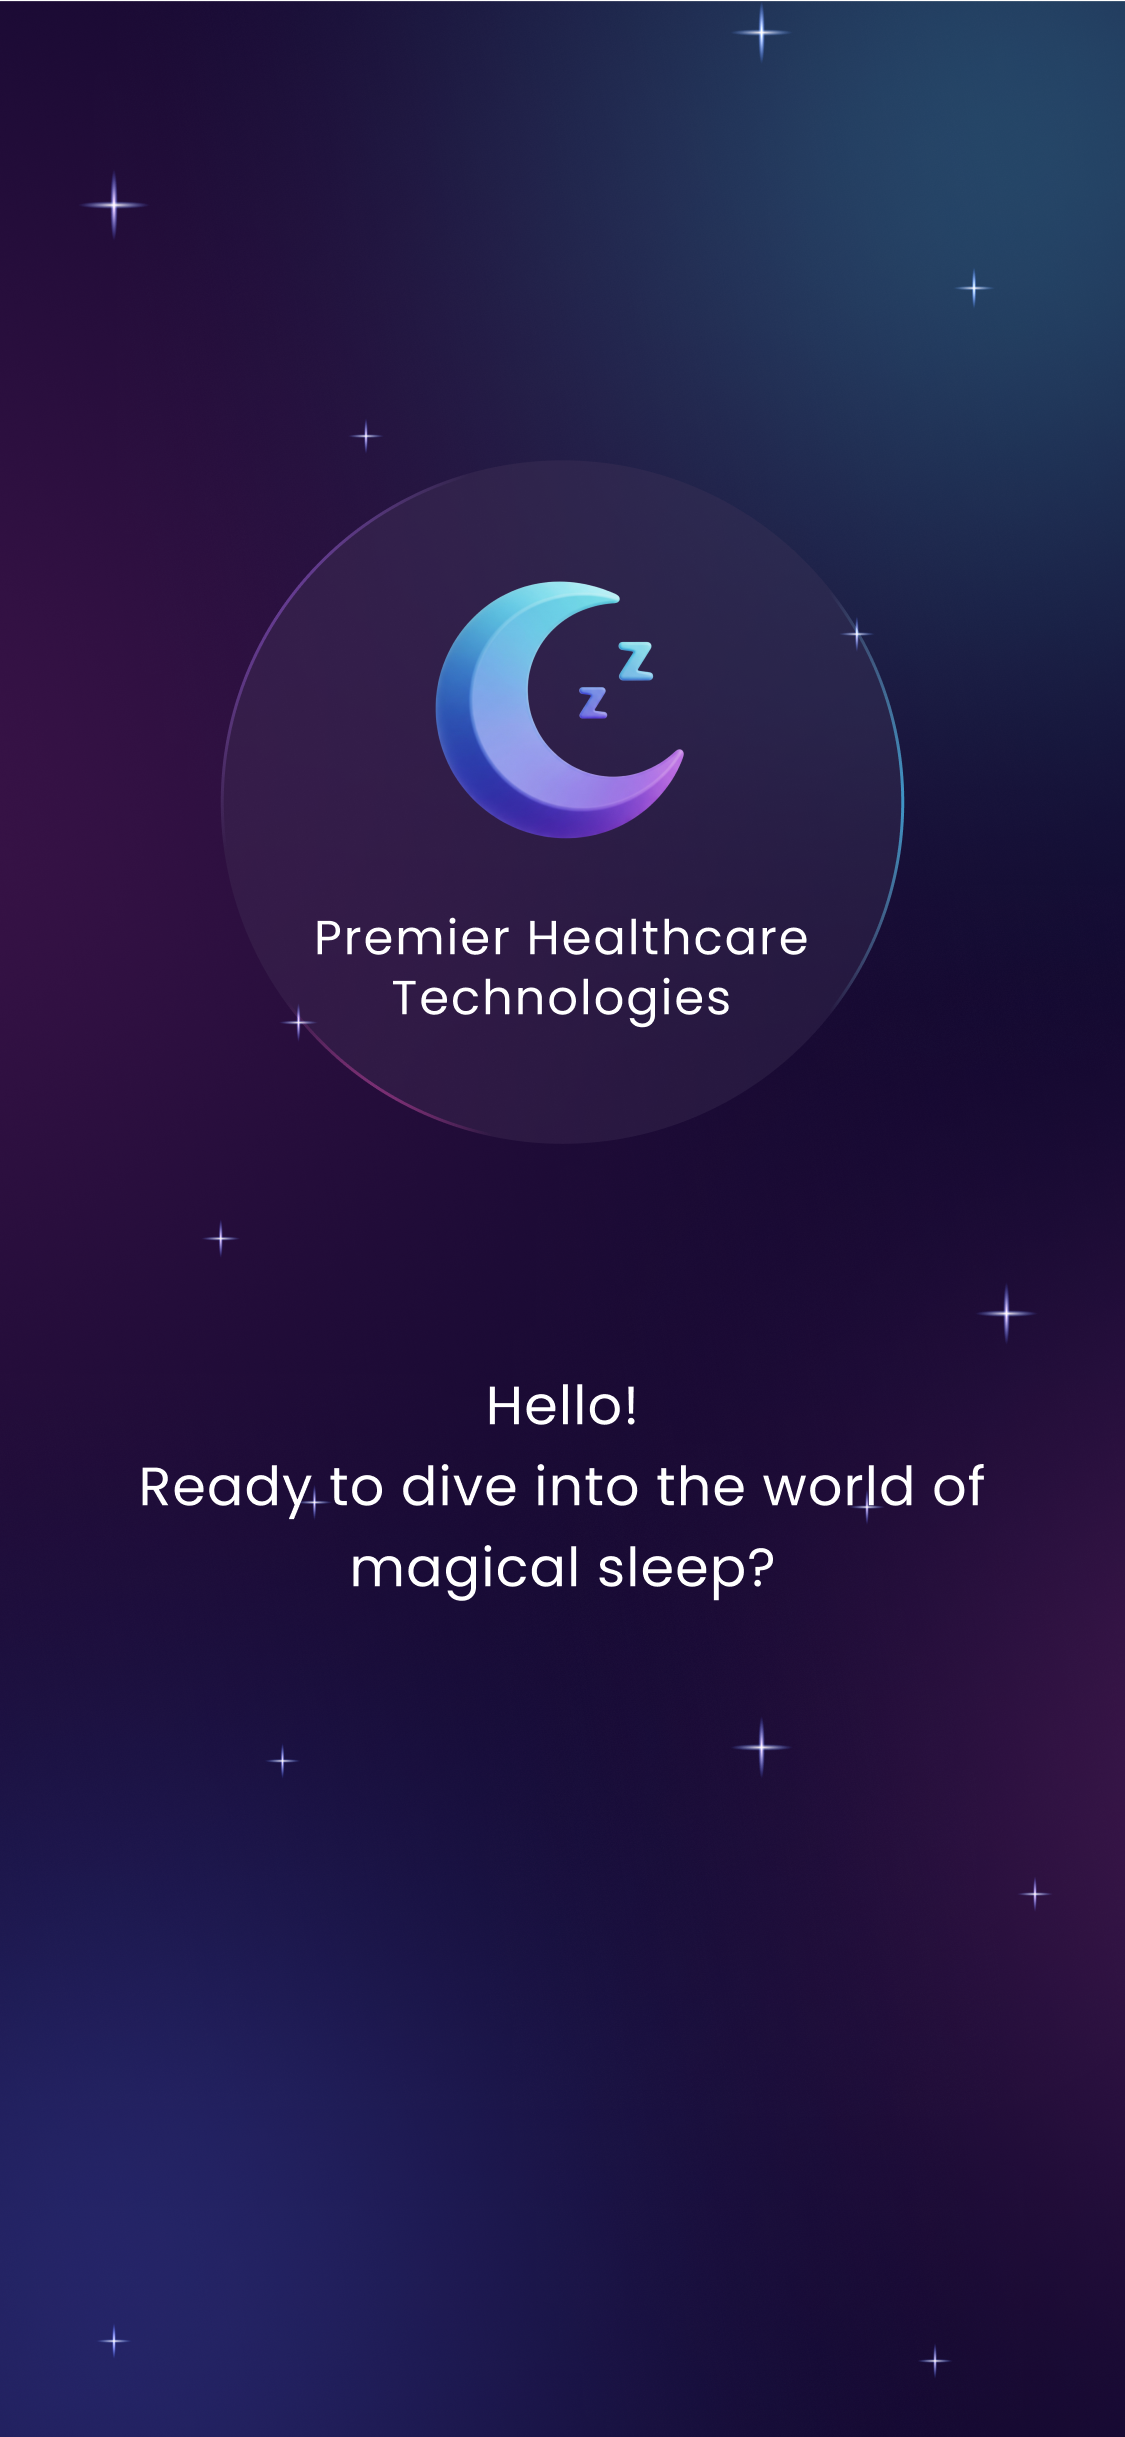 z
z
Premier Healthcare
Technologies
Hello!
Ready to dive into the world of
magical sleep?